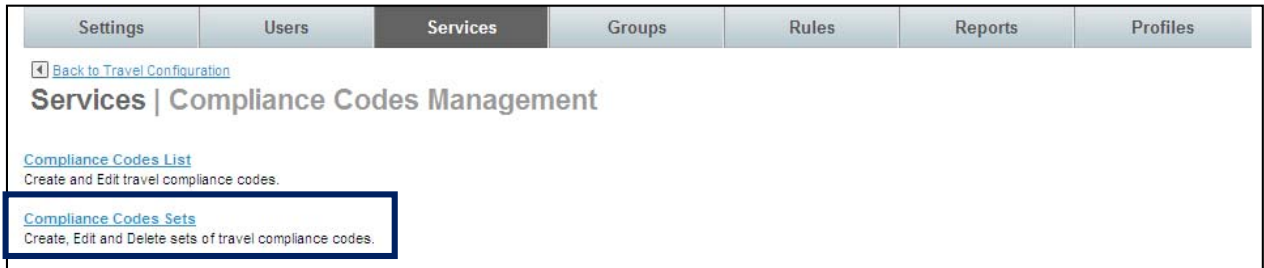 Settings Users Services Groups Rules Reports Profiles
Back to Travel Configuration
Services | Compliance Codes Management
Compliance Codes List
Create and Edit travel compliance codes.
Compliance Codes Sets
Create, Edit and Delete sets of travel compliance codes.